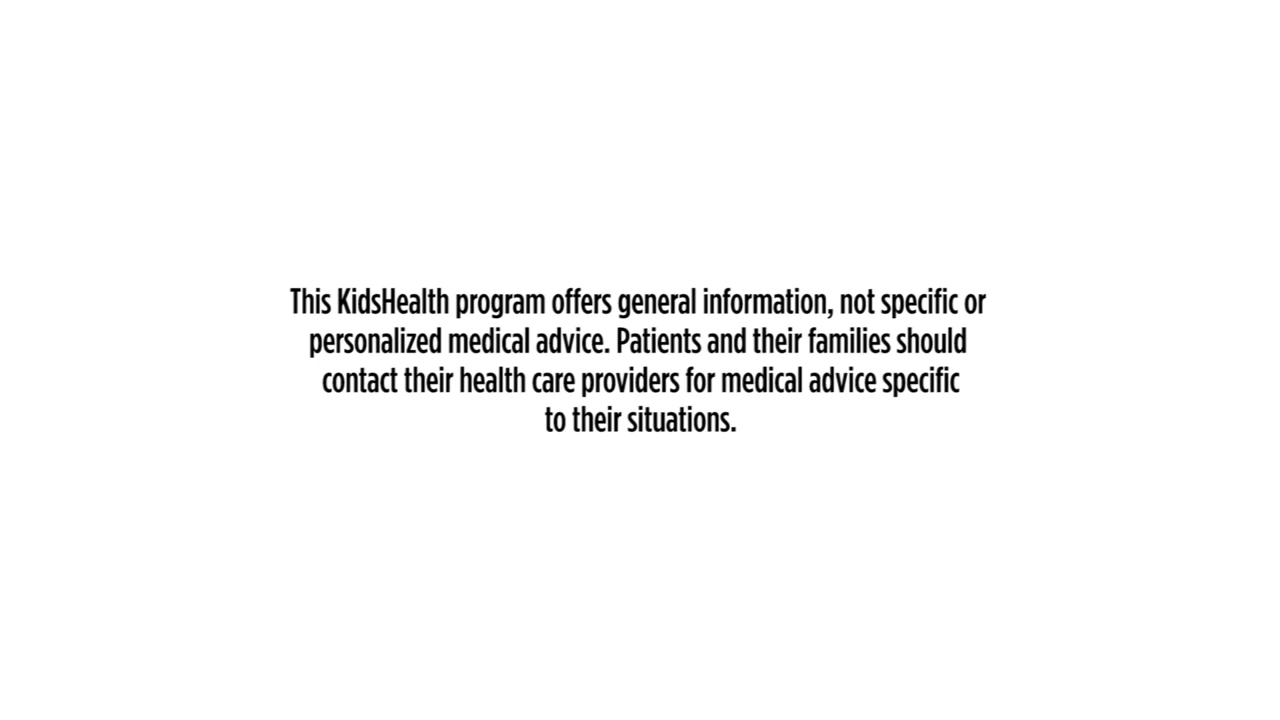 This KidsHealth program offers general information, not specific or
personalized medical advice. Patients and their families should
contact their health care providers for medical advice specific
to their situations.